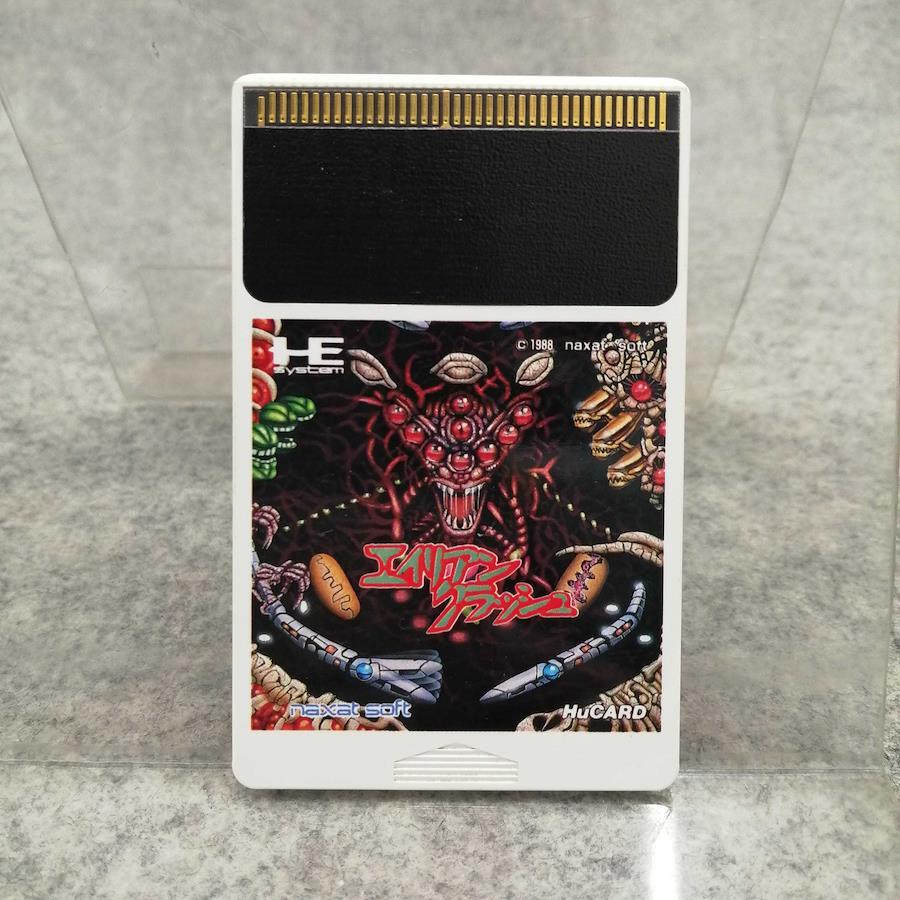 HE
system
© 1988 naxat soft
エイリアン
クラッシュ
naxat soft
HuCARD